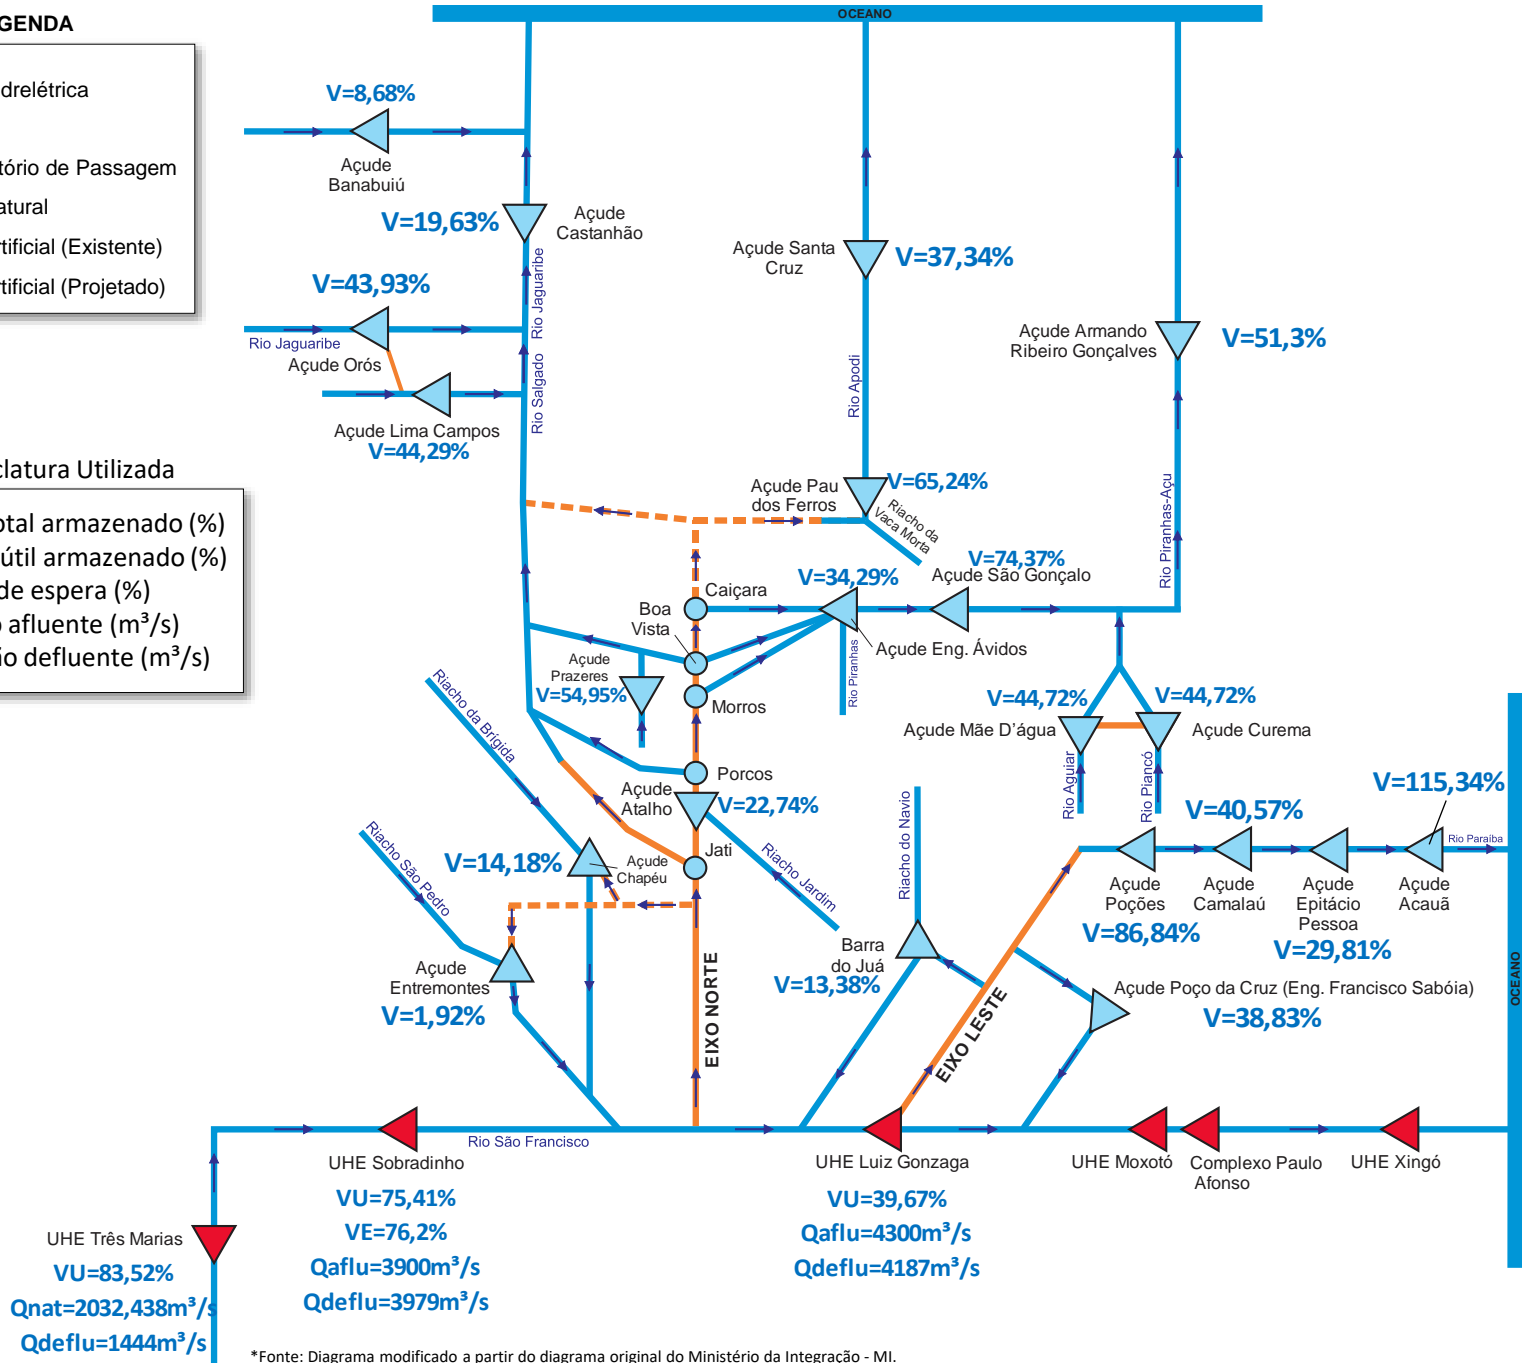 OCEANO
GENDA
drelétrica
tório de Passagem
atural
rtificial (Existente)
rtificial (Projetado)
V=8,68%
Açude
Banabuiú
V=19,63%
Açude
Castanhão
V=43,93%
Rio Jaguaribe
Açude Orós
Rio Jaguaribe
Rio Salgado
Açude Lima Campos
V=44,29%
Açude Santa
Cruz
V=37,34%
Rio Apodi
Açude Armando
Ribeiro Gonçalves
V=51,3%
Rio Piranhas-Açu
clatura Utilizada
otal armazenado (%)
útil armazenado (%)
de espera (%)
o afluente (m³/s)
ão defluente (m³/s)
Açude Pau
dos Ferros
V=65,24%
Riacho da
Vaca Morta
V=74,37%
Açude São Gonçalo
V=34,29%
Caiçara
Boa
Vista
Açude Eng. Ávidos
Rio Piranhas
Açude
Prazeres
V=54,95%
Morros
Porcos
Riacho da Brígida
Açude
Atalho
V=22,74%
Jati
Riacho Jardim
V=44,72%
V=44,72%
Açude Mãe D'água
Açude Curema
Rio Aguiar
Rio Piancó
V=115,34%
V=40,57%
Rio Paraíba
Riacho São Pedro
V=14,18%
Açude
Chapéu
Riacho do Navio
Açude
Poções
V=86,84%
Açude
Camalaú
Açude
Epitácio
Pessoa
V=29,81%
Açude
Acauã
Açude
Entremontes
V=1,92%
Barra
do Juá
V=13,38%
EIXO NORTE
EIXO LESTE
Açude Poço da Cruz (Eng. Francisco Sabóia)
V=38,83%
OCEANO
Rio São Francisco
UHE Sobradinho
VU=75,41%
VE=76,2%
Qaflu=3900m³/s
Qdeflu=3979m³/s
UHE Luiz Gonzaga
VU=39,67%
Qaflu=4300m³/s
Qdeflu=4187m³/s
UHE Moxotó
Complexo Paulo
Afonso
UHE Xingó
UHE Três Marias
VU=83,52%
Qnat=2032,438m³/s
Qdeflu=1444m³/s
*Fonte: Diagrama modificado a partir do diagrama original do Ministério da Integração - MI.